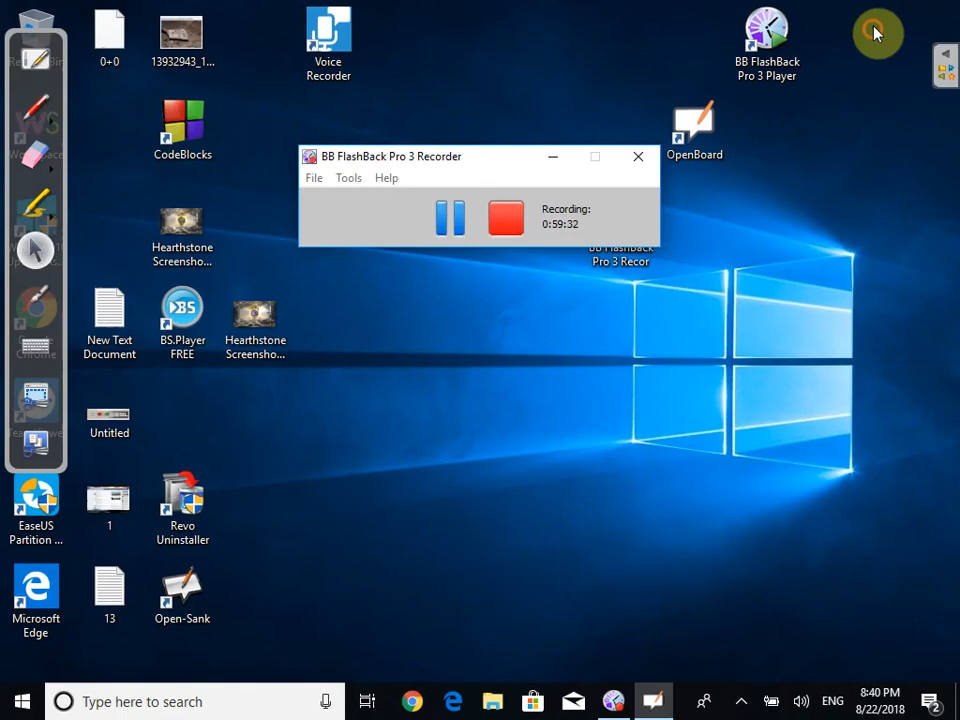 0+0
13932943_1...
Voice
Recorder
BB FlashBack
Pro 3 Player
CodeBlocks
OpenBoard
BB FlashBack Pro 3 Recorder
File Tools Help
Recording:
0:59:32
Hearthstone
Screensho...
BB FlashBack
Pro 3 Recor
New Text
Document
BS.Player
FREE
Hearthstone
Screensho...
Untitled
EaseUS
Partition ...
1
Revo
Uninstaller
Microsoft
Edge
13
Open-Sank
Type here to search
ENG
8:40 PM
8/22/2018
2